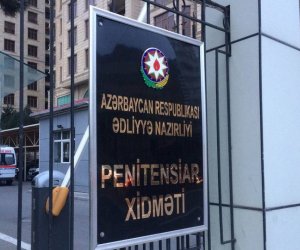 AZƏRBAYCAN RESPUBLİKASI
ƏDLİYYƏ NAZİRLİYİ
PENİTENSİAR
XİDMƏTİ